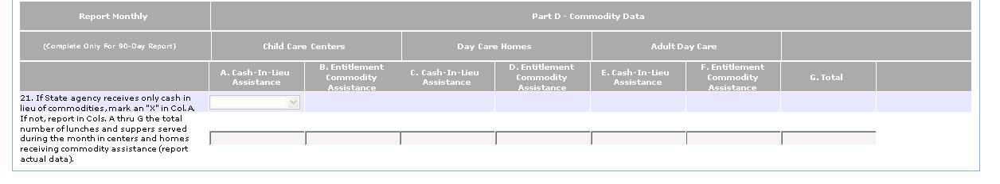 Report Monthly
Part D - Commodity Data
(Complete Only For 90-Day Report)
Child Care Centers
Day Care Homes
Adult Day Care
A. Cash-In-Lieu
Assistance
B. Entitlement
Commodity
Assistance
C. Cash-In-Lieu
Assistance
D. Entitlement
Commodity
Assistance
E. Cash-In-Lieu
Assistance
F. Entitlement
Commodity
Assistance
G. Total
21. If State agency receives only cash in
lieu of commodities, mark an "X" in Col. A.
If not, report in Cols. A thru G the total
number of lunches and suppers served
during the month in centers and homes
receiving commodity assistance (report
actual data).